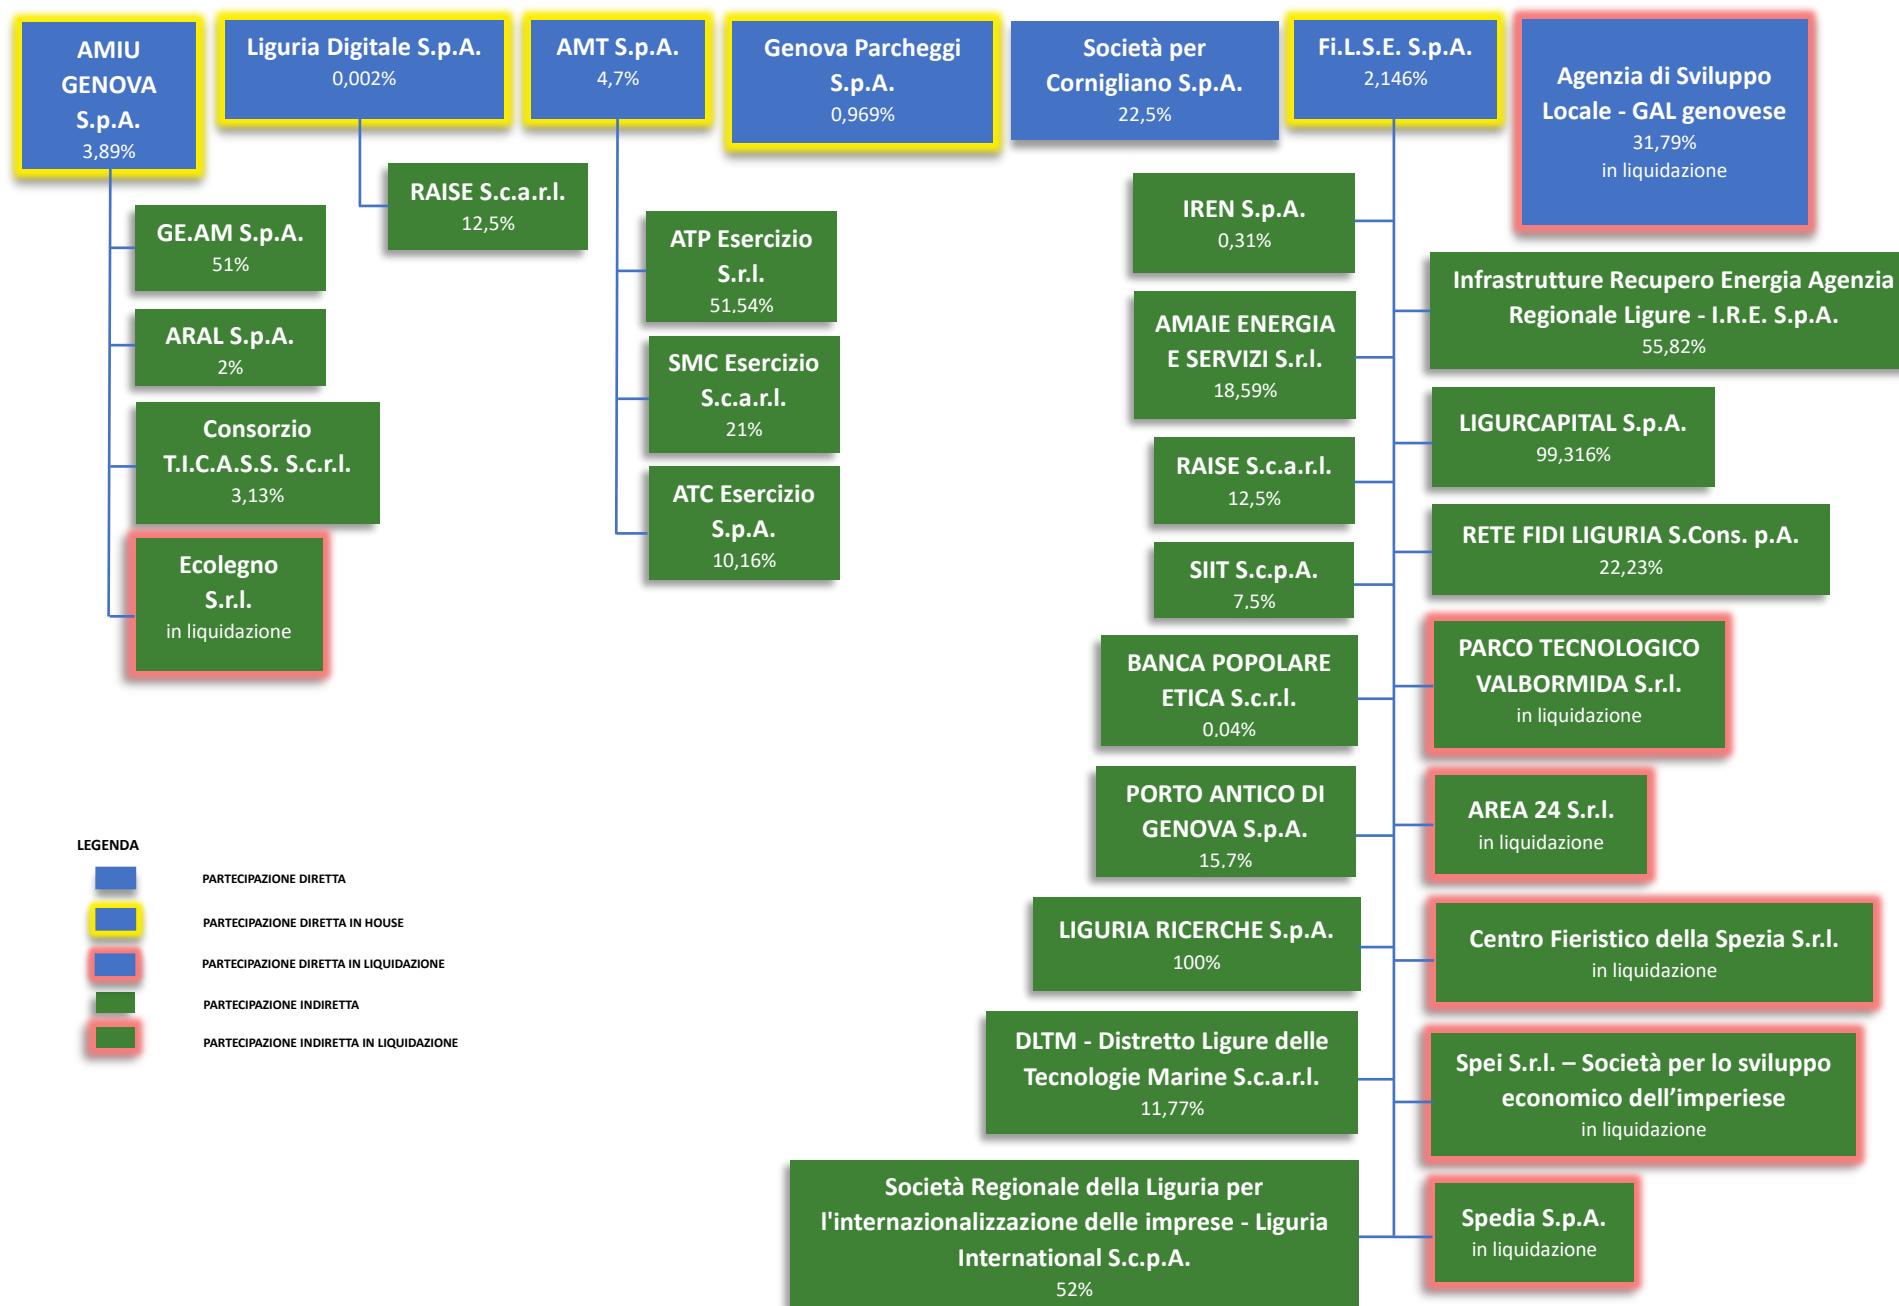 AMIU
GENOVA
S.p.A.
3,89%
Liguria Digitale S.p.A.
0,002%
AMT S.p.A.
4,7%
Genova Parcheggi
S.p.A.
0,969%
Società per
Cornigliano S.p.A.
22,5%
Fi.L.S.E. S.p.A.
2,146%
Agenzia di Sviluppo
Locale - GAL genovese
31,79%
in liquidazione
GE.AM S.p.A.
51%
ARAL S.p.A.
2%
Consorzio
T.I.C.A.S.S. S.c.r.l.
3,13%
Ecolegno
S.r.l.
in liquidazione
RAISE S.c.a.r.l.
12,5%
ATP Esercizio
S.r.l.
51,54%
SMC Esercizio
S.c.a.r.l.
21%
ATC Esercizio
S.p.A.
10,16%
IREN S.p.A.
0,31%
AMAIE ENERGIA
E SERVIZI S.r.l.
18,59%
RAISE S.c.a.r.l.
12,5%
SIIT S.c.p.A.
7,5%
BANCA POPOLARE
ETICA S.c.r.l.
0,04%
PORTO ANTICO DI
GENOVA S.p.A.
15,7%
LIGURIA RICERCHE S.p.A.
100%
DLTM - Distretto Ligure delle
Tecnologie Marine S.c.a.r.l.
11,77%
Società Regionale della Liguria per
l'internazionalizzazione delle imprese - Liguria
International S.c.p.A.
52%
Infrastrutture Recupero Energia Agenzia
Regionale Ligure - I.R.E. S.p.A.
55,82%
LIGURCAPITAL S.p.A.
99,316%
RETE FIDI LIGURIA S.Cons. p.A.
22,23%
PARCO TECNOLOGICO
VALBORMIDA S.r.l.
in liquidazione
AREA 24 S.r.l.
in liquidazione
Centro Fieristico della Spezia S.r.l.
in liquidazione
Spei S.r.l. – Società per lo sviluppo
economico dell’imperiese
in liquidazione
Spedia S.p.A.
in liquidazione
LEGENDA
PARTECIPAZIONE DIRETTA
PARTECIPAZIONE DIRETTA IN HOUSE
PARTECIPAZIONE DIRETTA IN LIQUIDAZIONE
PARTECIPAZIONE INDIRETTA
PARTECIPAZIONE INDIRETTA IN LIQUIDAZIONE